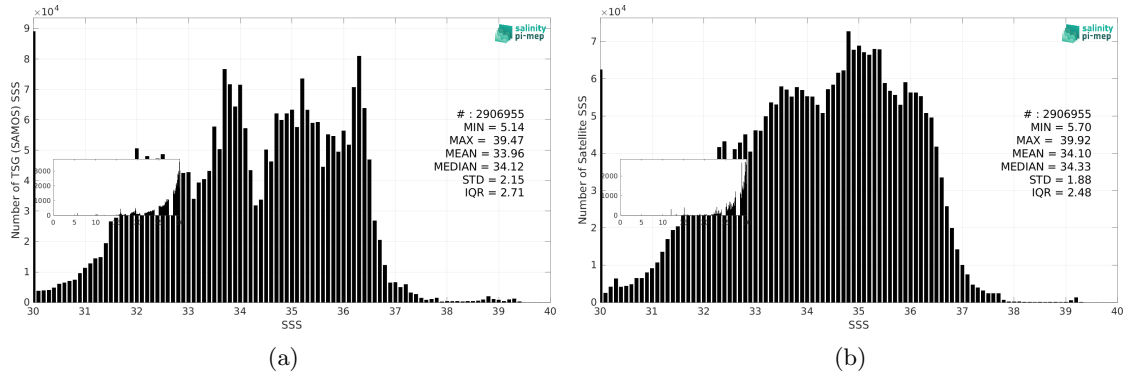 ×10^4
salinity
pi-mep
Number of TSG (SAMOS) SSS
9
8
7
6
5
4
3
2
1
0
# : 2906955
MIN = 5.14
MAX = 39.47
MEAN = 33.96
MEDIAN = 34.12
STD = 2.15
IQR = 2.71
3000
2000
1000
0
0 5 10
30 31 32 33 34 35 36 37 38 39 40
SSS
(a)
×10^4
salinity
pi-mep
Number of Satellite SSS
7
6
5
4
3
2
1
0
# : 2906955
MIN = 5.70
MAX = 39.92
MEAN = 34.10
MEDIAN = 34.33
STD = 1.88
IQR = 2.48
2000
1000
0
0 5 10
30 31 32 33 34 35 36 37 38 39 40
SSS
(b)